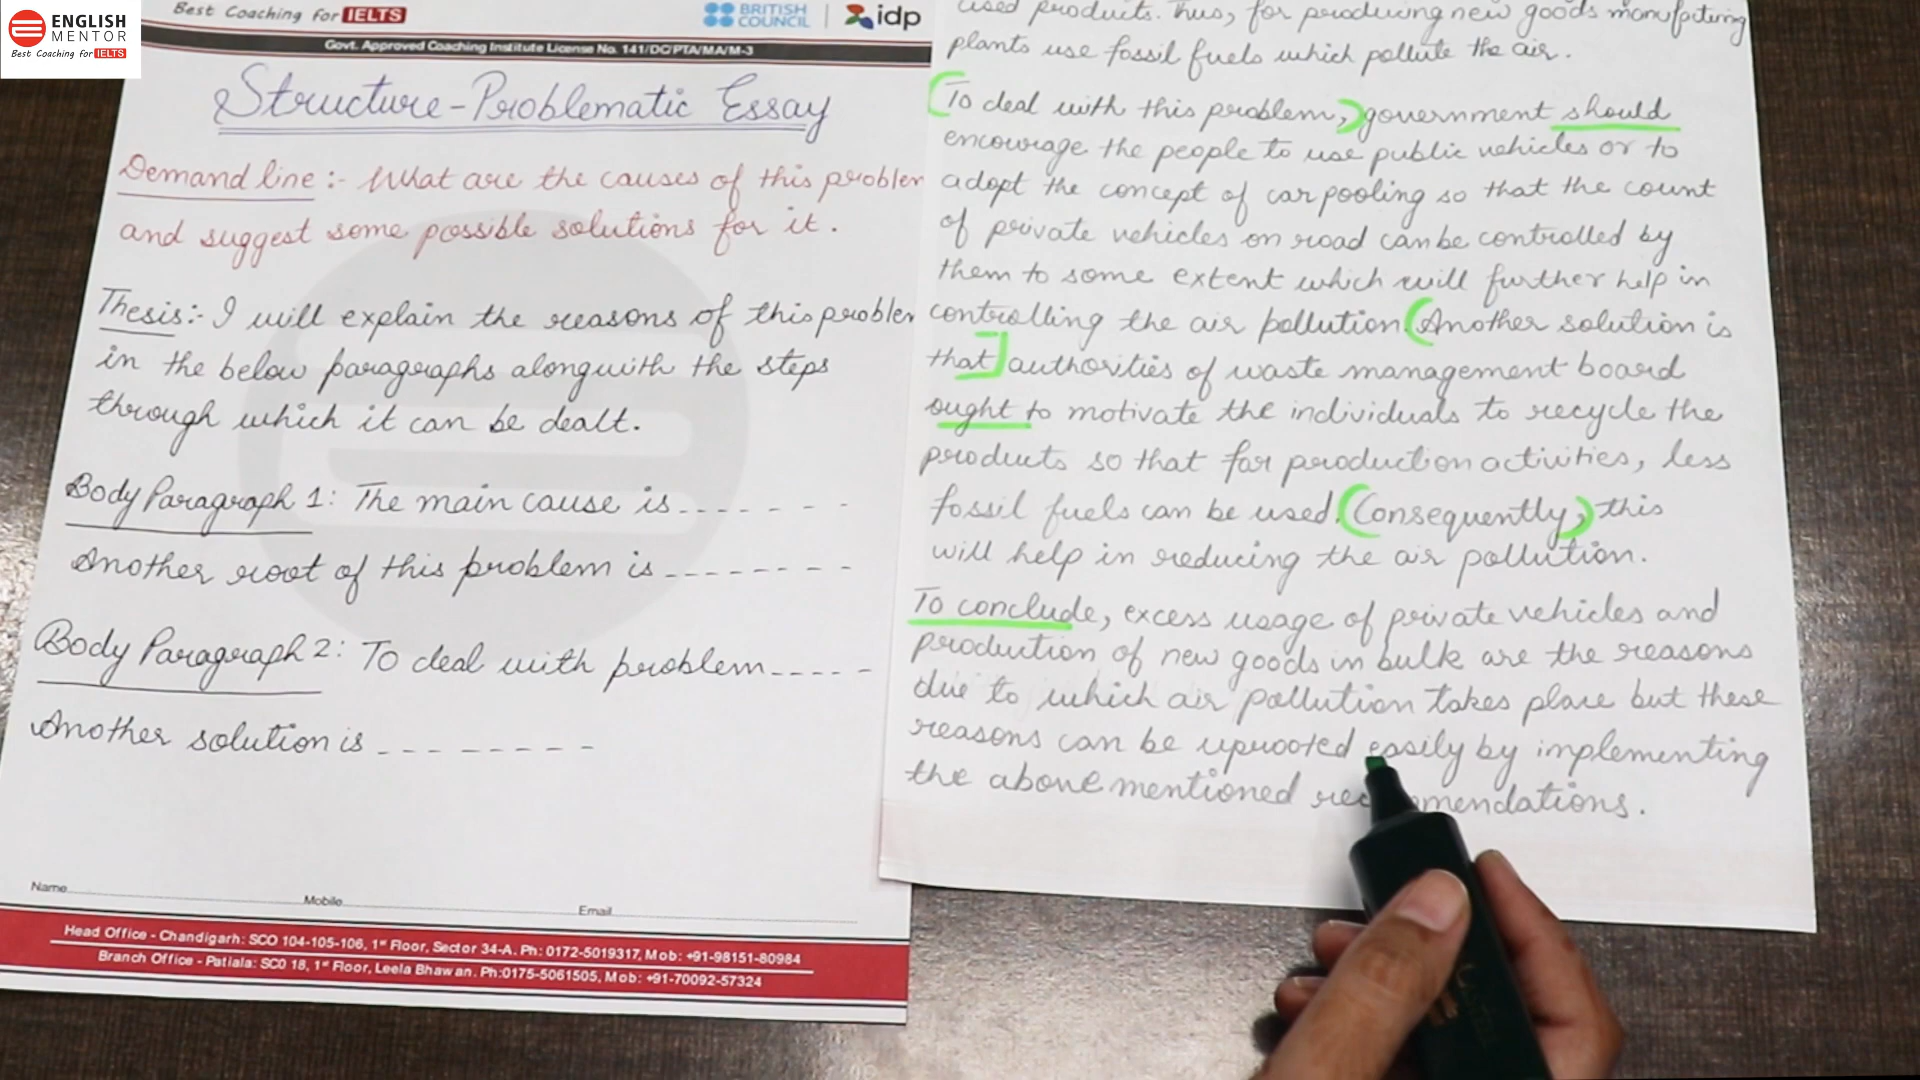 ENGLISH
MENTOR
Best Coaching for IELTS
Best Coaching for IELTS
BRITISH
COUNCIL
idp
Govt. Approved Coaching Institute License No. 141/DC/PTA/MA/M-3
Structure-Problematic Essay
Demand line :- What are the causes of this problem
and suggest some possible solutions for it.
Thesis:- I will explain the reasons of this problem
in the below paragraphs alongwith the steps
through which it can be dealt.
Body Paragraph 1: The main cause is
Another root of this problem is
Body Paragraph 2: To deal with problem
Another solution is
Name
Mobile
Email
Head Office - Chandigarh: SCO 104-105-106, 1st Floor, Sector 34-A. Ph: 0172-5019317, Mob: +91-98151-80984
Branch Office - Patiala: SCO 18, 1st Floor, Leela Bhawan. Ph:0175-5061505, Mob: +91-70092-57324
used products. Thus, for producing new goods manufacturing
plants use fossil fuels which pollute the air.
To deal with this problem, government should
encourage the people to use public vehicles or to
adopt the concept of car pooling so that the count
of private vehicles on road can be controlled by
them to some extent which will further help in
controlling the air pollution. Another solution is
that authorities of waste management board
ought to motivate the individuals to recycle the
products so that for production activities, less
fossil fuels can be used. Consequently, this
will help in reducing the air pollution.
To conclude, excess usage of private vehicles and
production of new goods in bulk are the reasons
due to which air pollution takes place but these
reasons can be uprooted easily by implementing
the above mentioned recommendations.